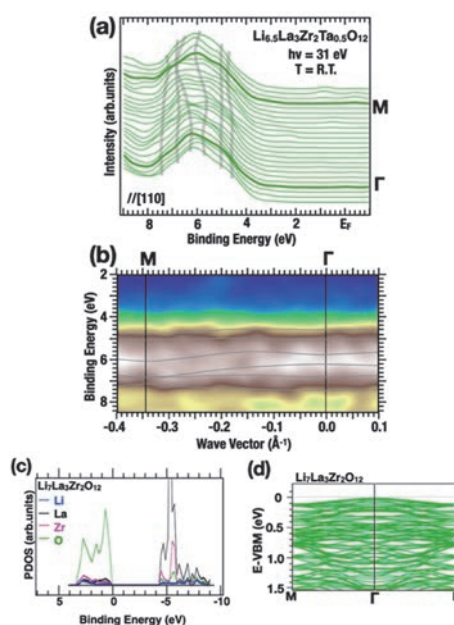 (a)
Li6.5La3Zr2Ta0.5O12
hν = 31 eV
T = R.T.
M
Γ
//[110]
Intensity (arb.units)
8 6 4 2 EF
Binding Energy (eV)
(b)
M Γ
Binding Energy (eV)
2
4
6
8
-0.4 -0.3 -0.2 -0.1 0.0 0.1
Wave Vector (Å-1)
(c)
Li7La3Zr2O12
Li
La
Zr
O
PDOS (arb.units)
5 0 -5 -10
Binding Energy (eV)
(d)
Li7La3Zr2O12
E-VBM (eV)
0
0.5
1.0
1.5
M Γ